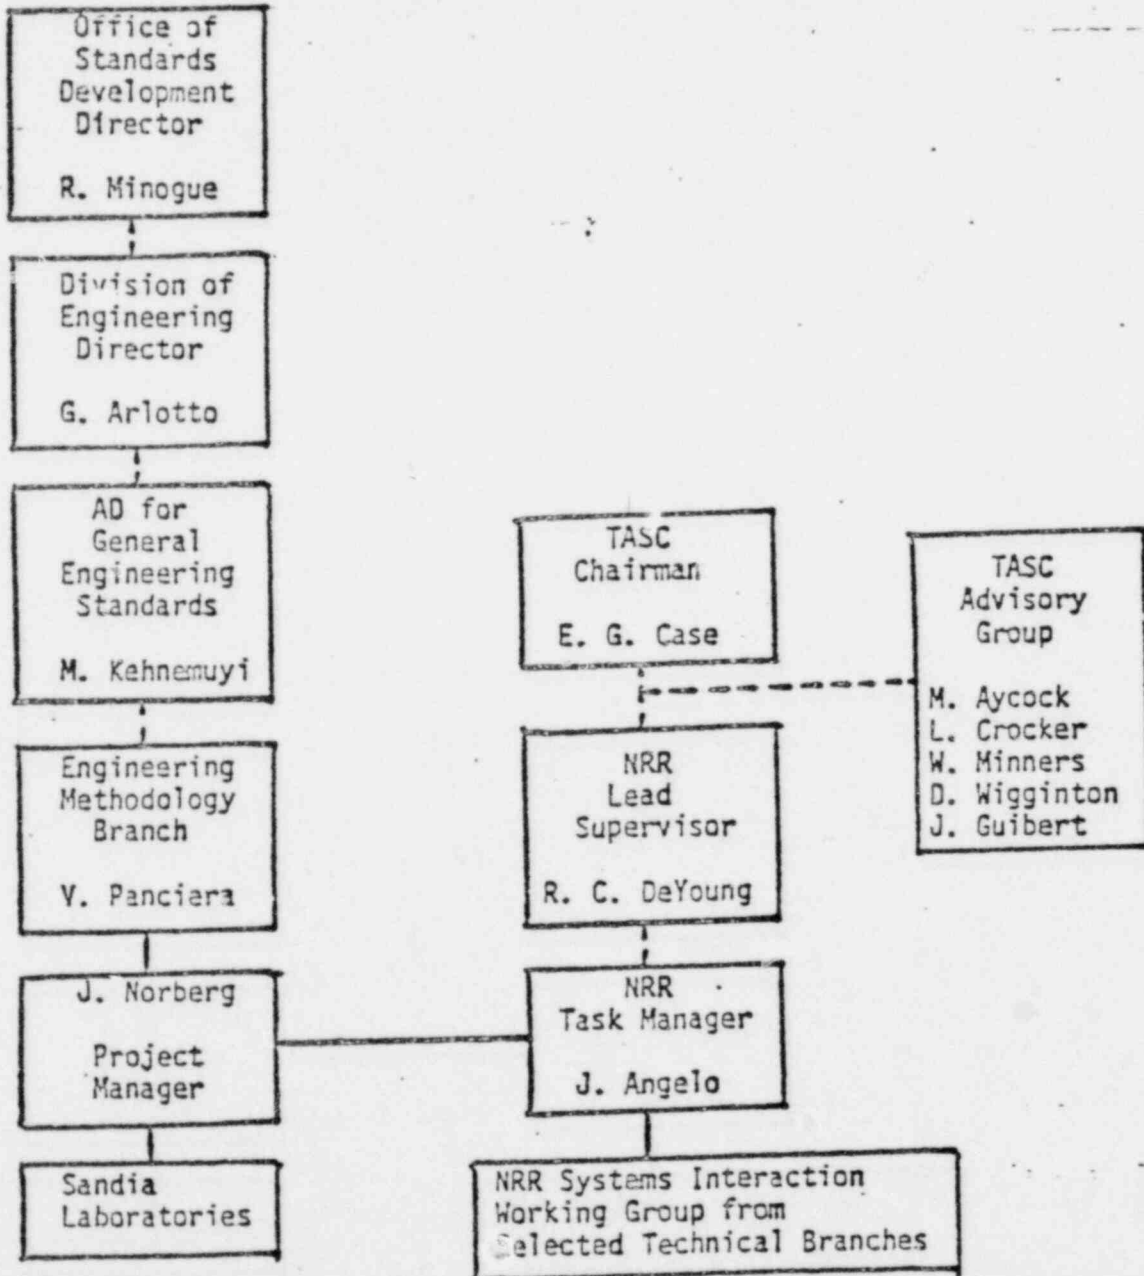 Office of
Standards
Development
Director
R. Minogue
Division of
Engineering
Director
G. Arlotto
AD for
General
Engineering
Standards
M. Kehnemuyi
Engineering
Methodology
Branch
V. Panciera
J. Norberg
Project
Manager
Sandia
Laboratories
TASC
Chairman
E. G. Case
NRR
Lead
Supervisor
R. C. DeYoung
NRR
Task Manager
J. Angelo
NRR Systems Interaction
Working Group from
Selected Technical Branches
TASC
Advisory
Group
M. Aycock
L. Crocker
W. Minners
D. Wigginton
J. Guibert